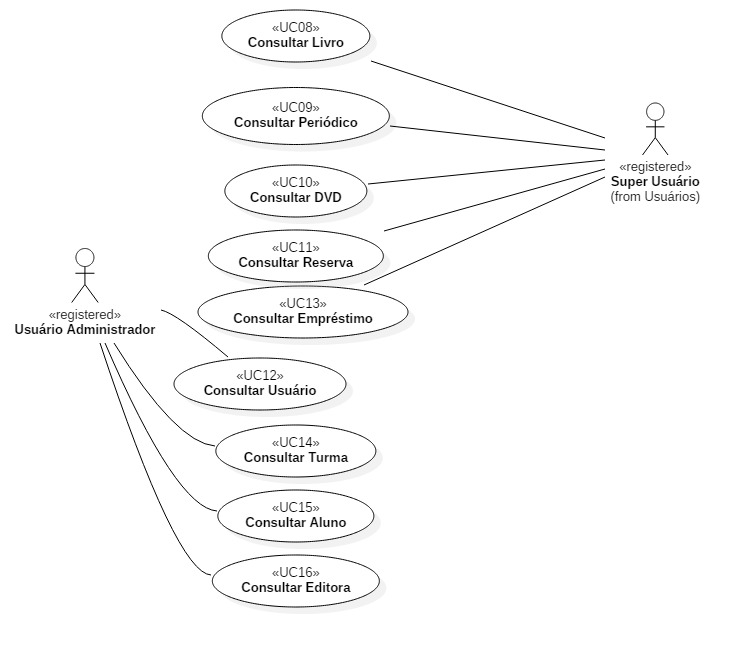 «UC08»
Consultar Livro
«UC09»
Consultar Periódico
«registered»
Super Usuário
(from Usuários)
«UC10»
Consultar DVD
«UC11»
Consultar Reserva
«UC13»
Consultar Empréstimo
«registered»
Usuário Administrador
«UC12»
Consultar Usuário
«UC14»
Consultar Turma
«UC15»
Consultar Aluno
«UC16»
Consultar Editora